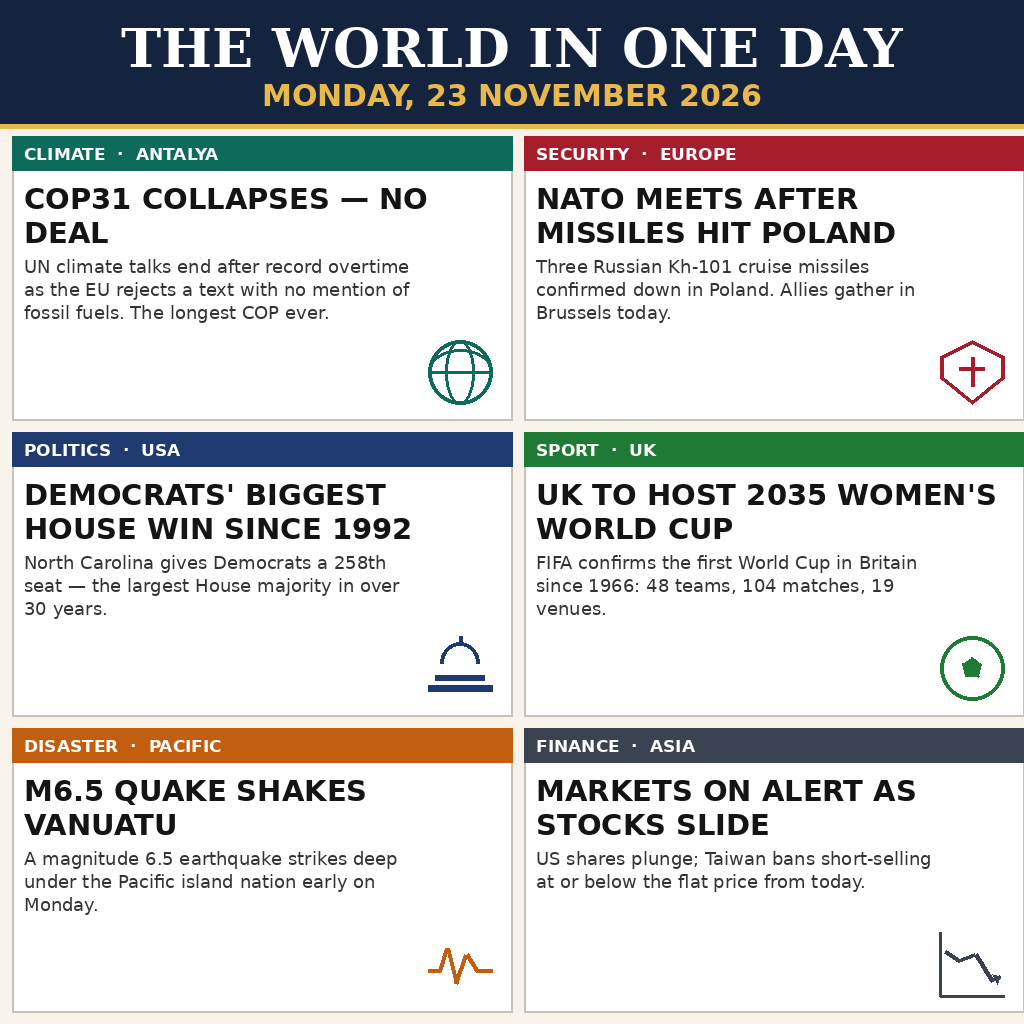 THE WORLD IN ONE DAY
MONDAY, 23 NOVEMBER 2026
CLIMATE · ANTALYA
COP31 COLLAPSES — NO
DEAL
UN climate talks end after record overtime
as the EU rejects a text with no mention of
fossil fuels. The longest COP ever.
SECURITY · EUROPE
NATO MEETS AFTER
MISSILES HIT POLAND
Three Russian Kh-101 cruise missiles
confirmed down in Poland. Allies gather in
Brussels today.
POLITICS · USA
DEMOCRATS' BIGGEST
HOUSE WIN SINCE 1992
North Carolina gives Democrats a 258th
seat — the largest House majority in over
30 years.
SPORT · UK
UK TO HOST 2035 WOMEN'S
WORLD CUP
FIFA confirms the first World Cup in Britain
since 1966: 48 teams, 104 matches, 19
venues.
DISASTER · PACIFIC
M6.5 QUAKE SHAKES
VANUATU
A magnitude 6.5 earthquake strikes deep
under the Pacific island nation early on
Monday.
FINANCE · ASIA
MARKETS ON ALERT AS
STOCKS SLIDE
US shares plunge; Taiwan bans short-selling
at or below the flat price from today.